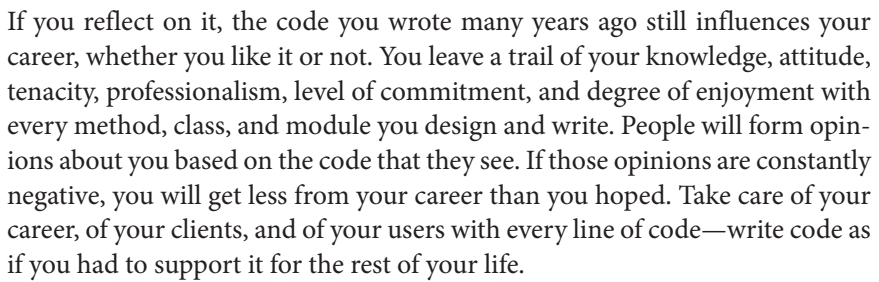 If you reflect on it, the code you wrote many years ago still influences your
career, whether you like it or not. You leave a trail of your knowledge, attitude,
tenacity, professionalism, level of commitment, and degree of enjoyment with
every method, class, and module you design and write. People will form opin-
ions about you based on the code that they see. If those opinions are constantly
negative, you will get less from your career than you hoped. Take care of your
career, of your clients, and of your users with every line of code—write code as
if you had to support it for the rest of your life.